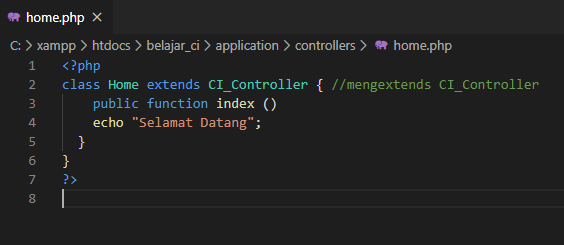 home.php ×
C: > xampp > htdocs > belajar_ci > application > controllers > home.php
1 <?php
2 class Home extends CI_Controller { //mengextends CI_Controller
3 public function index ()
4 echo "Selamat Datang";
5 }
6 }
7 ?>
8